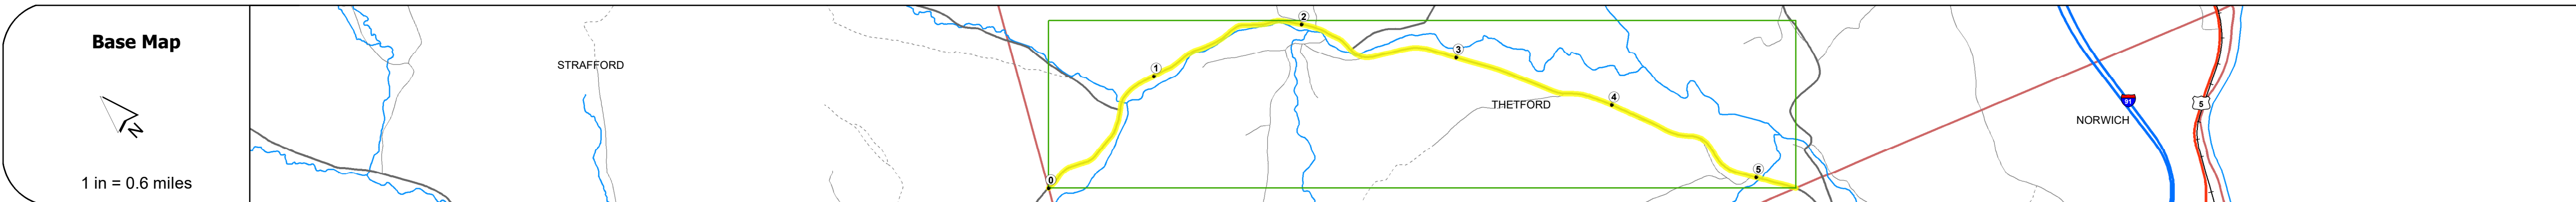 Base Map
N
1 in = 0.6 miles
STRAFFORD
0
1
2
3
THETFORD
4
5
NORWICH
91
5